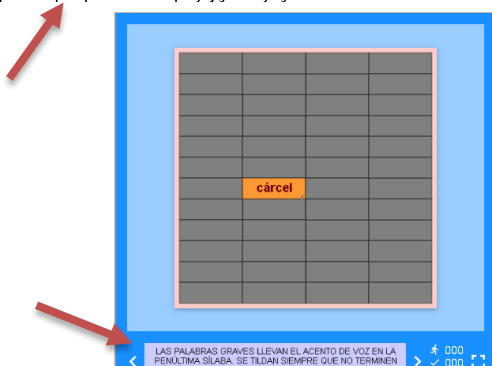 cárcel
LAS PALABRAS GRAVES LLEVAN EL ACENTO DE VOZ EN LA
PENÚLTIMA SÍLABA. SE TILDAN SIEMPRE QUE NO TERMINEN
000
000